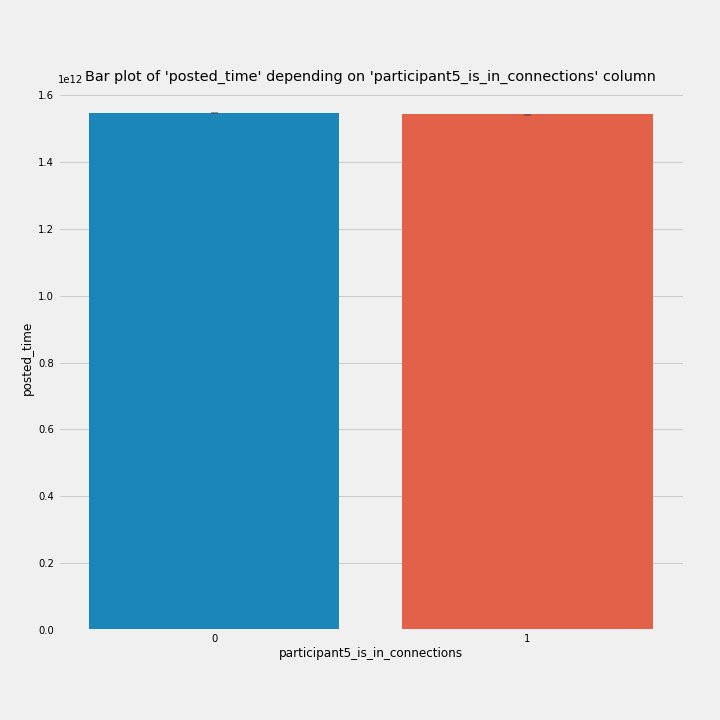 Bar plot of 'posted_time' depending on 'participant5_is_in_connections' column
1e12
1.6
1.4
1.2
1.0
0.8
0.6
0.4
0.2
0.0
posted_time
0
1
participant5_is_in_connections